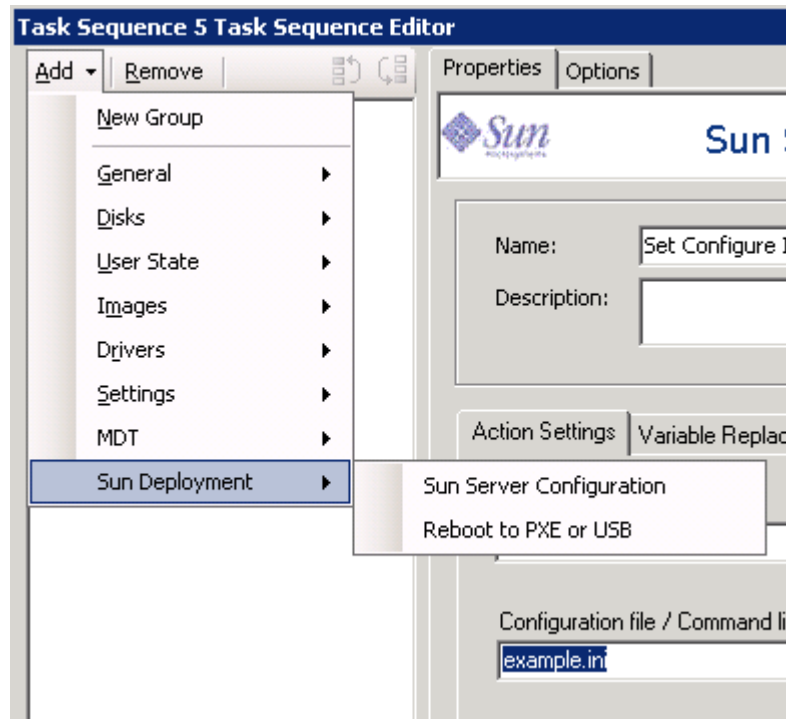 Task Sequence 5 Task Sequence Editor
Add Remove
Properties Options
New Group
Sun
microsystems
Sun
General
Disks
User State
Name: Set Configure
Images
Description:
Drivers
Settings
MDT
Action Settings Variable Replac
Sun Deployment
Sun Server Configuration
Reboot to PXE or USB
Configuration file / Command li
example.ini